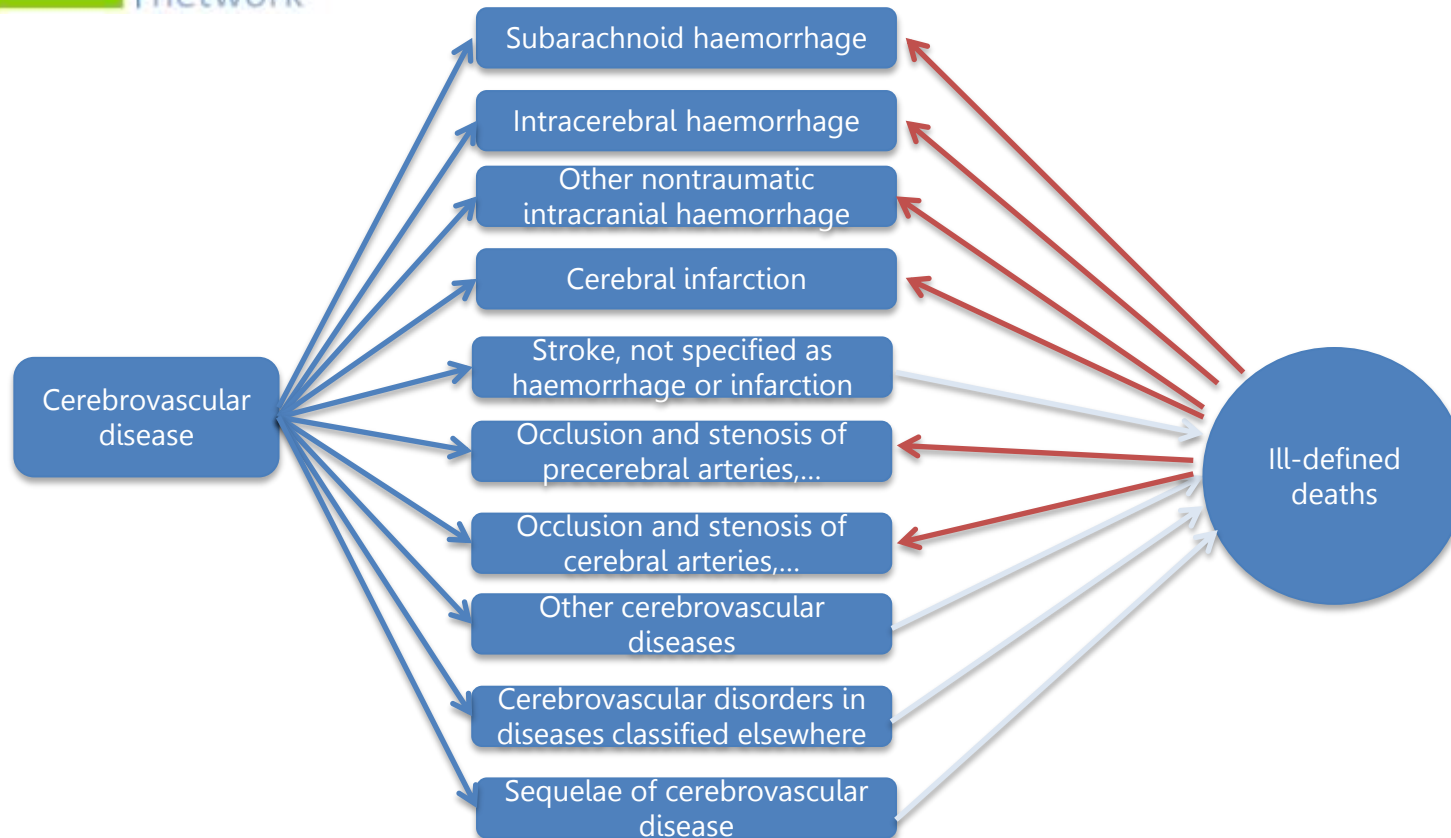 network
Subarachnoid haemorrhage
Intracerebral haemorrhage
Other nontraumatic
intracranial haemorrhage
Cerebral infarction
Stroke, not specified as
haemorrhage or infarction
Cerebrovascular
disease
Occlusion and stenosis of
precerebral arteries,...
Ill-defined
deaths
Occlusion and stenosis of
cerebral arteries,...
Other cerebrovascular
diseases
Cerebrovascular disorders in
diseases classified elsewhere
Sequelae of cerebrovascular
disease